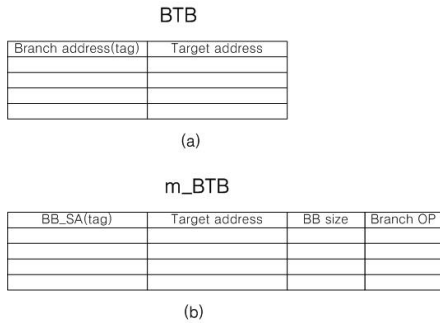 BTB
Branch address(tag) Target address
(a)
m_BTB
BB_SA(tag) Target address BB size Branch OP
(b)